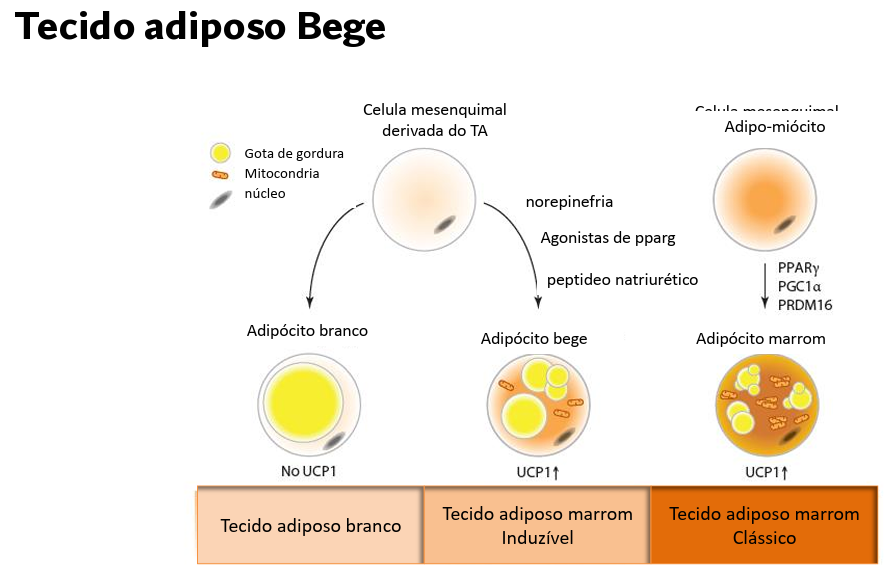 Tecido adiposo Bege
Celula mesenquimal
derivada do TA
Celula mesenquimal
Adipo-miócito
Gota de gordura
Mitocondria
núcleo
norepinefria
Agonistas de pparg
peptideo natriurético
PPARγ
PGC1α
PRDM16
Adipócito branco
Adipócito bege
Adipócito marrom
No UCP1
UCP1↑
UCP1↑
Tecido adiposo branco
Tecido adiposo marrom
Induzível
Tecido adiposo marrom
Clássico